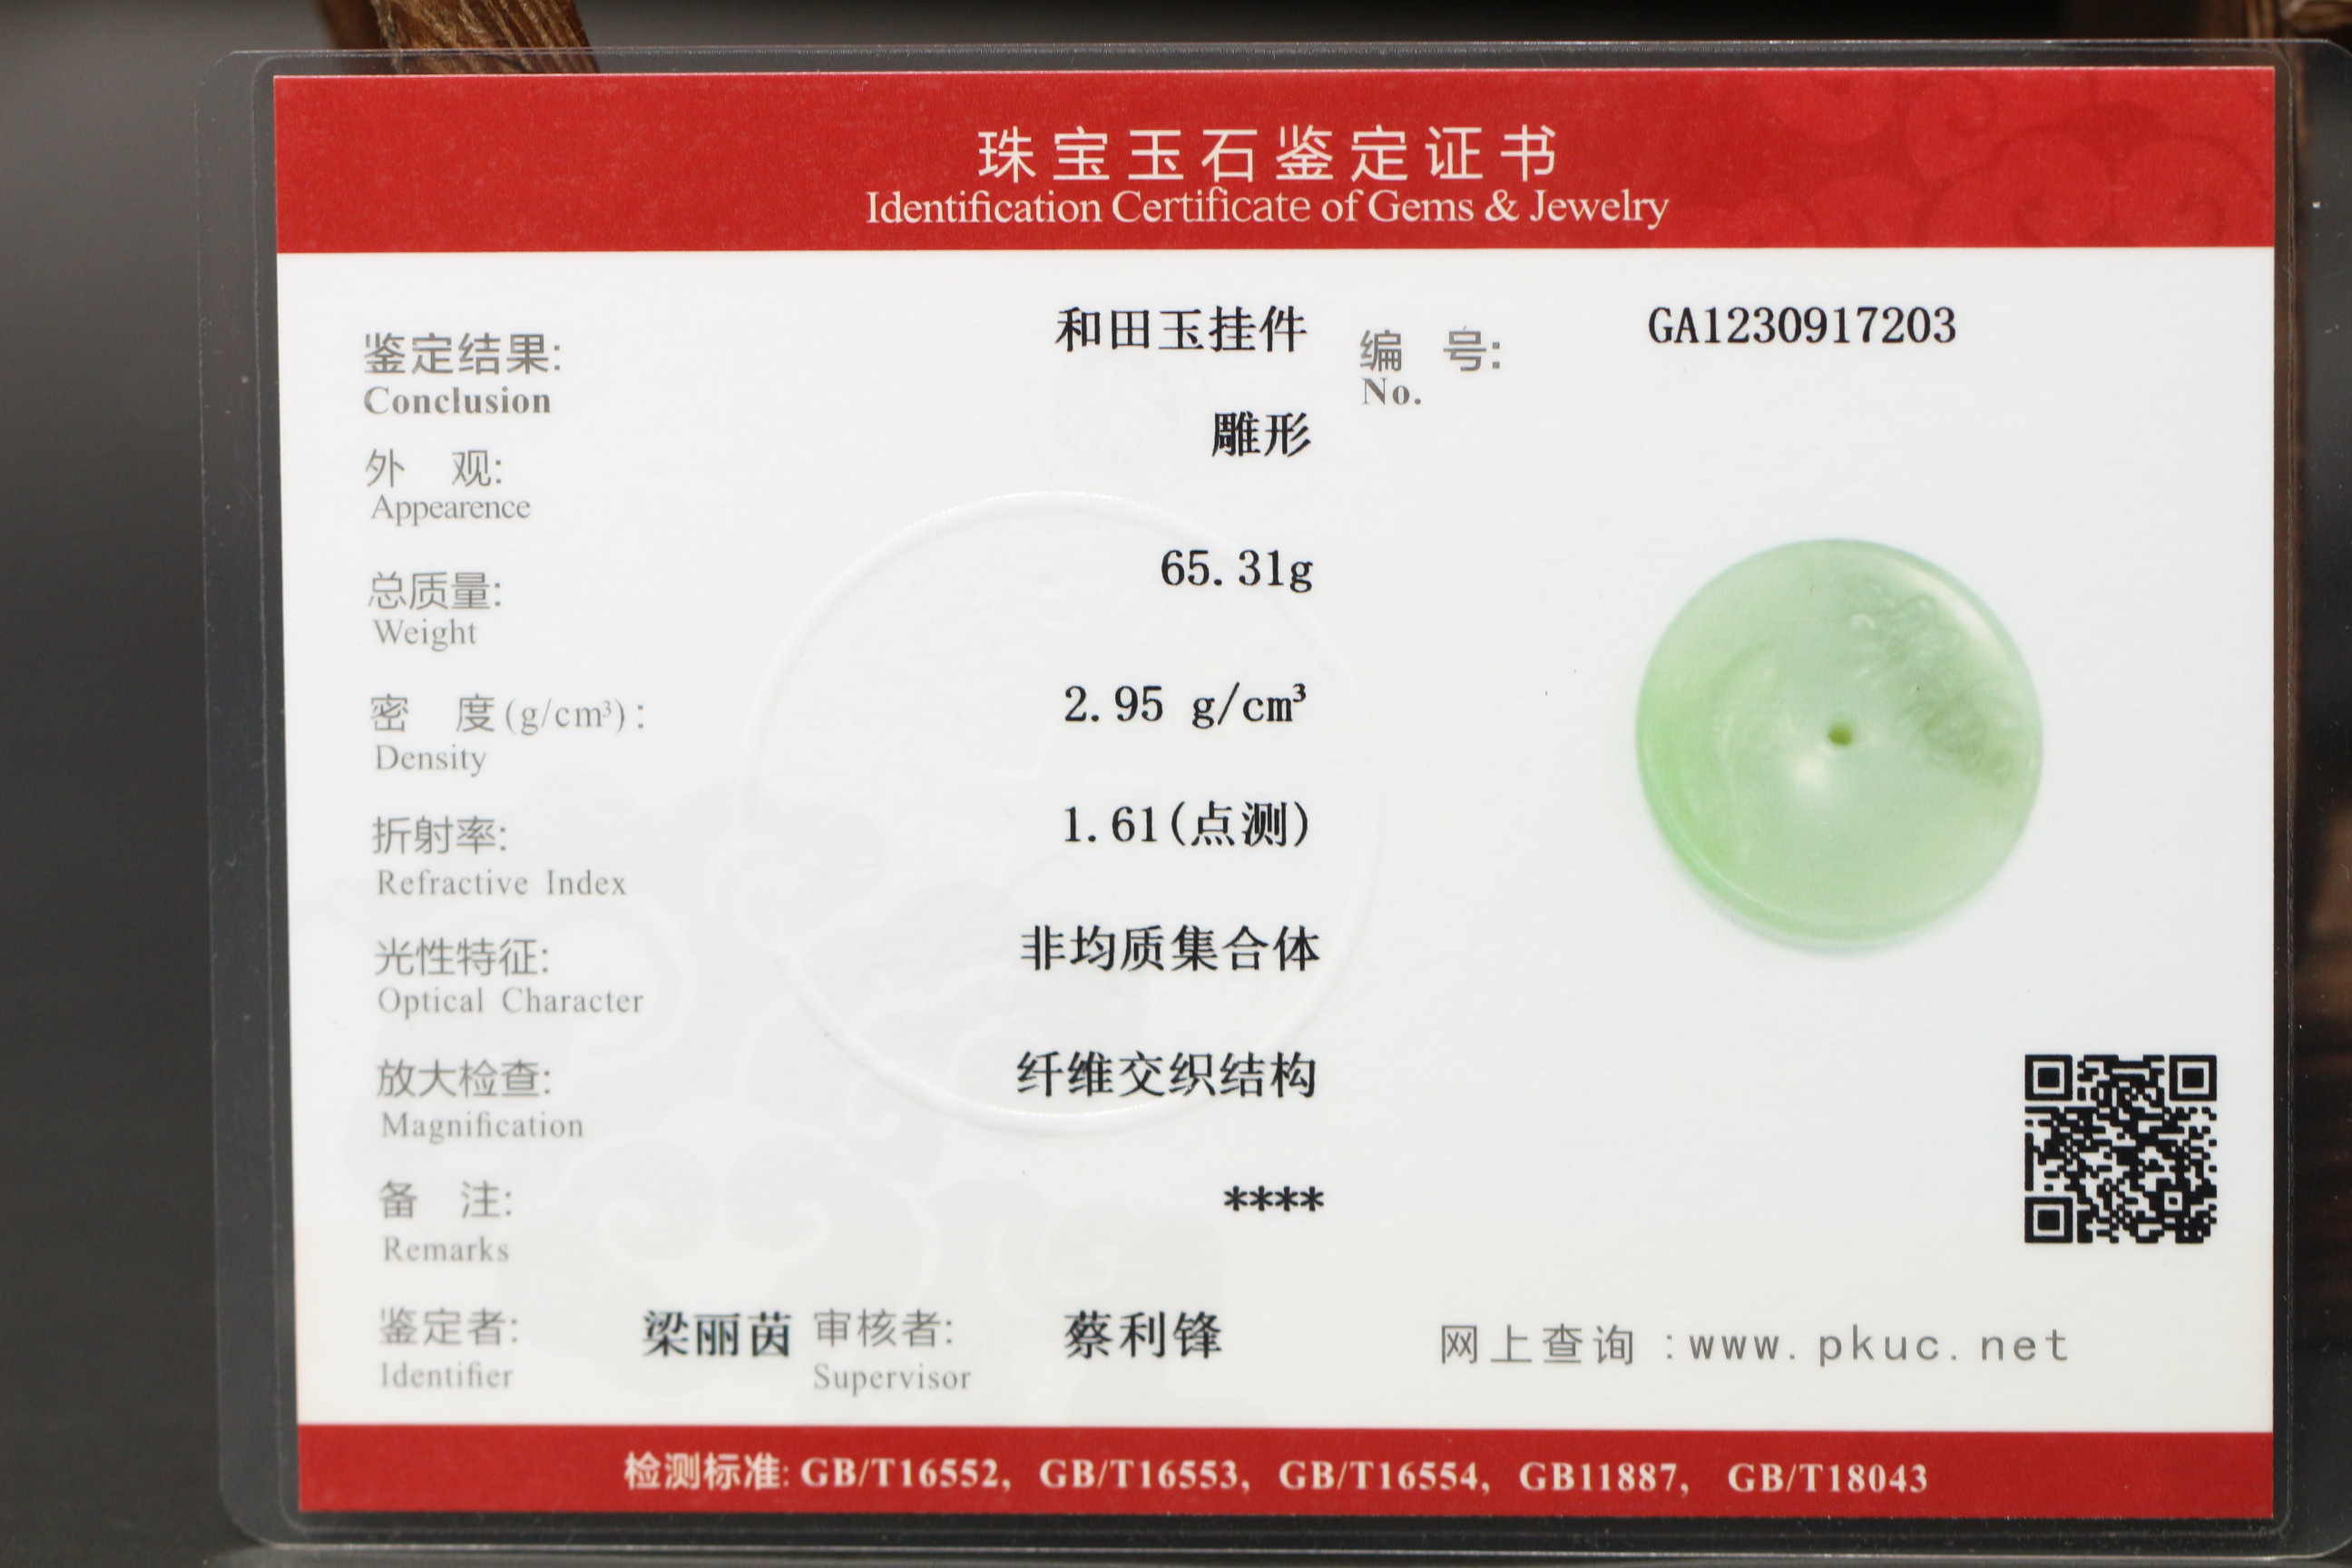 珠宝玉石鉴定证书
Identification Certificate of Gems & Jewelry
鉴定结果: 和田玉挂件 编 号: GA1230917203
Conclusion No.
外 观: 雕形
Appearence
总质量: 65.31g
Weight
密 度(g/cm³): 2.95 g/cm³
Density
折射率: 1.61(点测)
Refractive Index
光性特征: 非均质集合体
Optical Character
放大检查: 纤维交织结构
Magnification
备 注: ****
Remarks
鉴定者: 梁丽茵 审核者: 蔡利锋 网上查询:www.pkuc.net
Identifier Supervisor
检测标准: GB/T16552, GB/T16553, GB/T16554, GB11887, GB/T18043